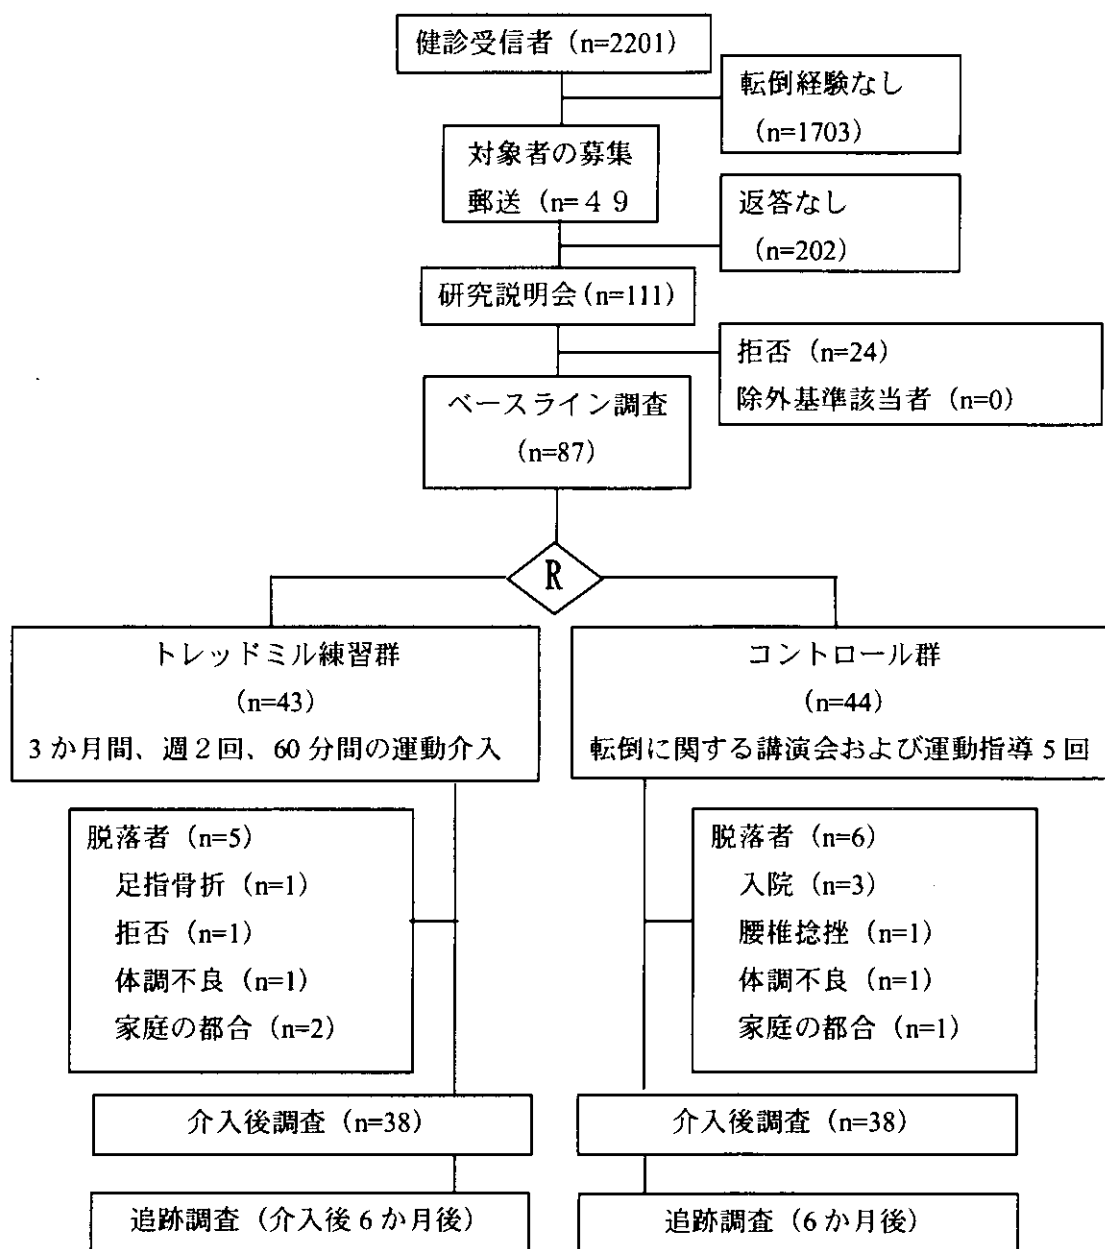 健診受信者（n=2201）
転倒経験なし
（n=1703）
対象者の募集
郵送（n=４９
返答なし
（n=202）
研究説明会（n=111）
拒否（n=24）
除外基準該当者（n=0）
ベースライン調査
（n=87）
R
トレッドミル練習群
（n=43）
3か月間、週２回、60分間の運動介入
コントロール群
（n=44）
転倒に関する講演会および運動指導5回
脱落者（n=5）
足指骨折（n=1）
拒否（n=1）
体調不良（n=1）
家庭の都合（n=2）
脱落者（n=6）
入院（n=3）
腰椎捻挫（n=1）
体調不良（n=1）
家庭の都合（n=1）
介入後調査（n=38）
介入後調査（n=38）
追跡調査（介入後6か月後）
追跡調査（6か月後）